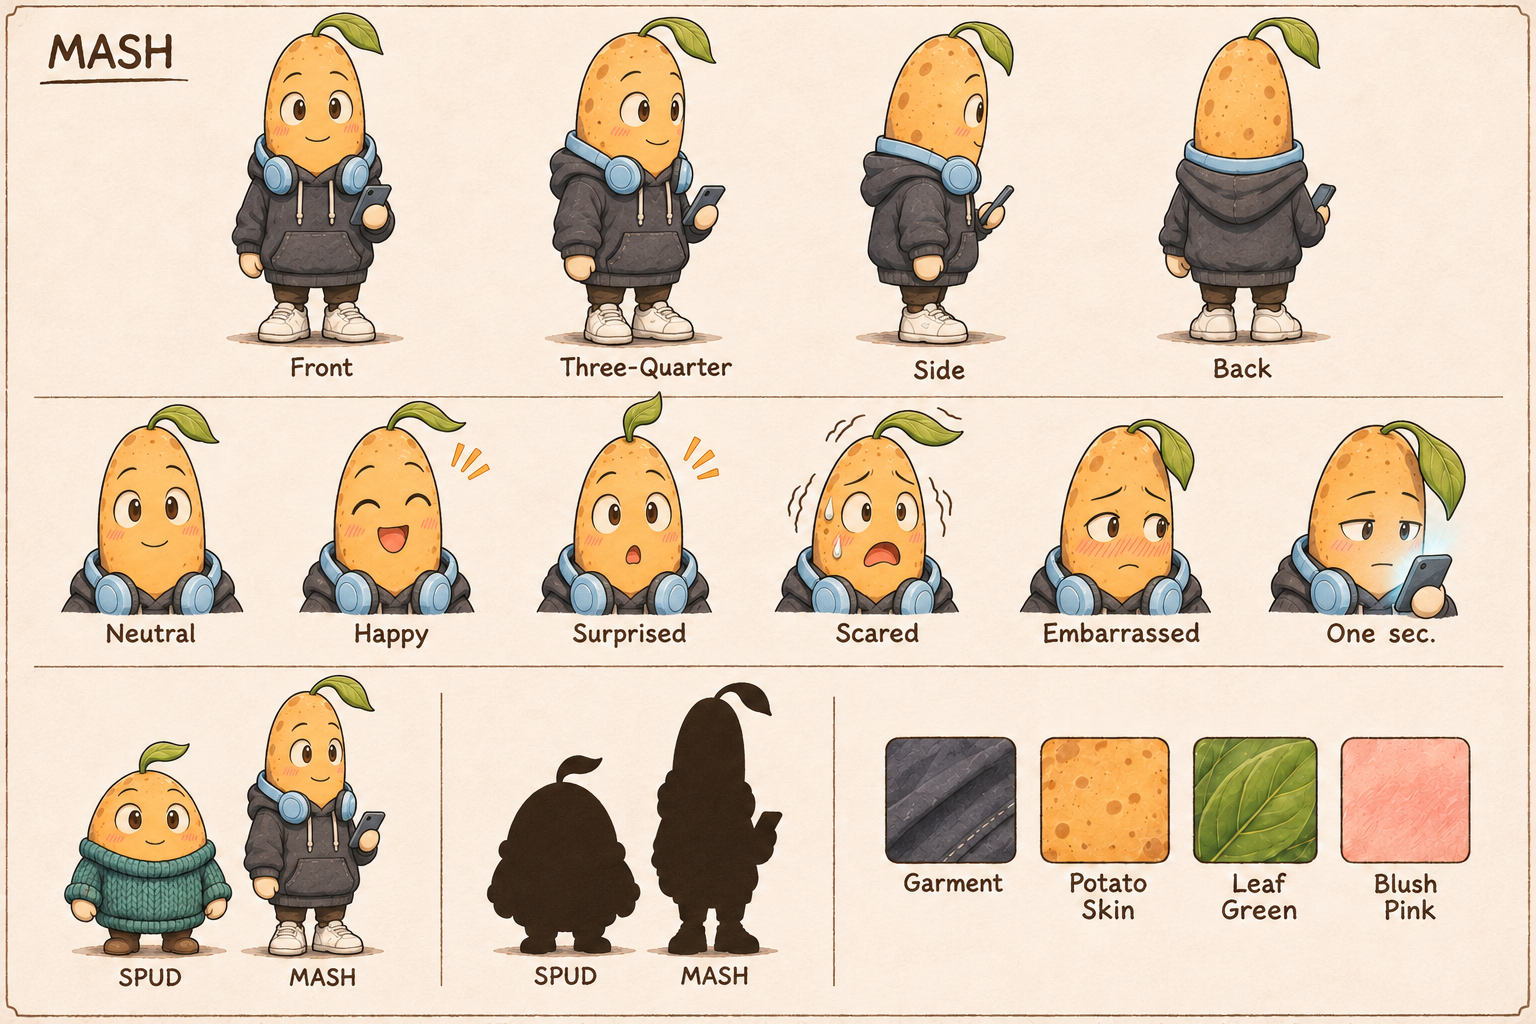 MASH
Front
Three-Quarter
Side
Back
Neutral
Happy
Surprised
Scared
Embarrassed
One sec.
SPUD
MASH
SPUD
MASH
Garment
Potato
Skin
Leaf
Green
Blush
Pink